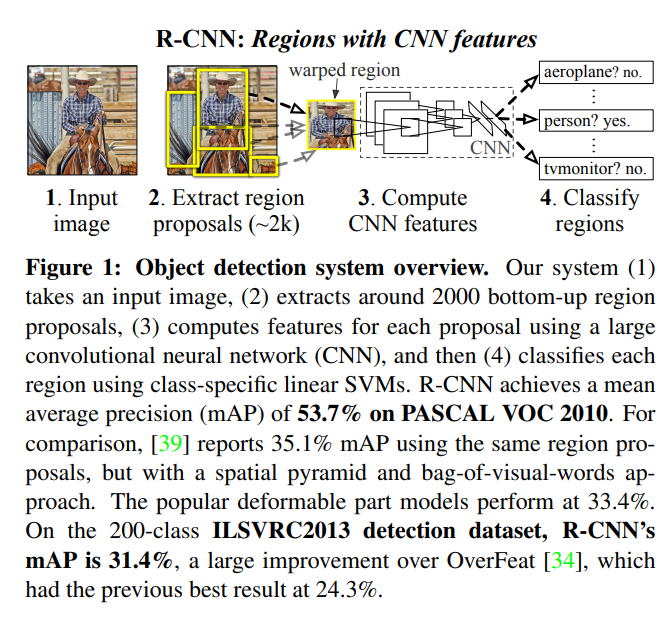 R-CNN: Regions with CNN features
warped region
aeroplane? no.
⋮
person? yes.
⋮
tvmonitor? no.
CNN
1. Input
image
2. Extract region
proposals (~2k)
3. Compute
CNN features
4. Classify
regions
Figure 1: Object detection system overview. Our system (1)
takes an input image, (2) extracts around 2000 bottom-up region
proposals, (3) computes features for each proposal using a large
convolutional neural network (CNN), and then (4) classifies each
region using class-specific linear SVMs. R-CNN achieves a mean
average precision (mAP) of 53.7% on PASCAL VOC 2010. For
comparison, [39] reports 35.1% mAP using the same region pro-
posals, but with a spatial pyramid and bag-of-visual-words ap-
proach. The popular deformable part models perform at 33.4%.
On the 200-class ILSVRC2013 detection dataset, R-CNN’s
mAP is 31.4%, a large improvement over OverFeat [34], which
had the previous best result at 24.3%.